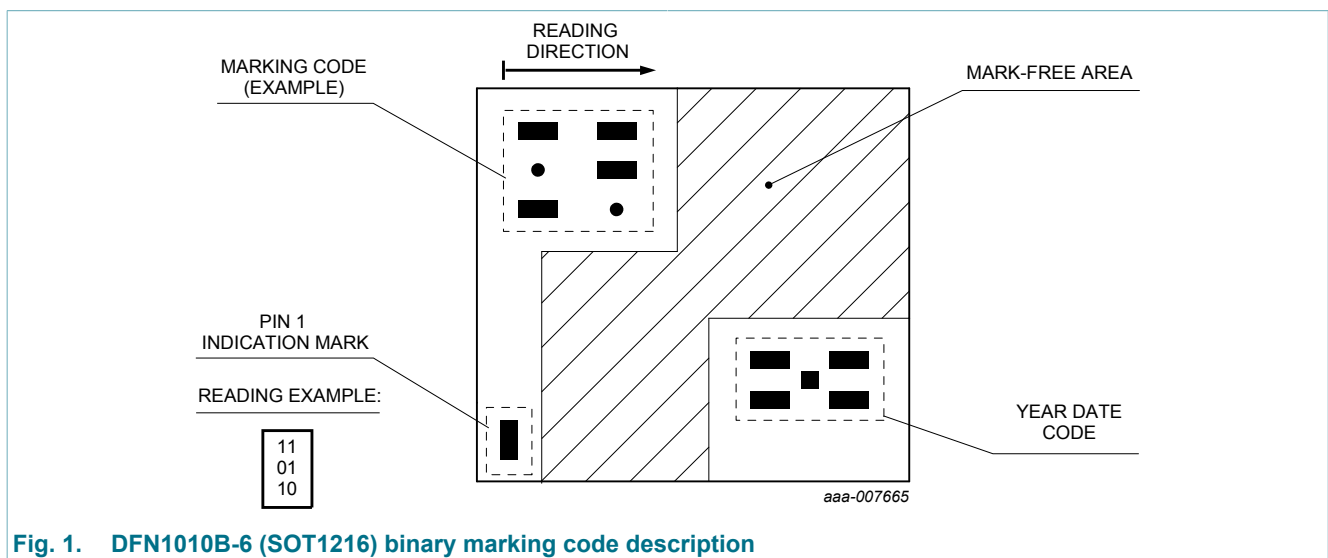 READING
DIRECTION
MARKING CODE
(EXAMPLE)
MARK-FREE AREA
PIN 1
INDICATION MARK
READING EXAMPLE:
11
01
10
YEAR DATE
CODE
aaa-007665
Fig. 1. DFN1010B-6 (SOT1216) binary marking code description